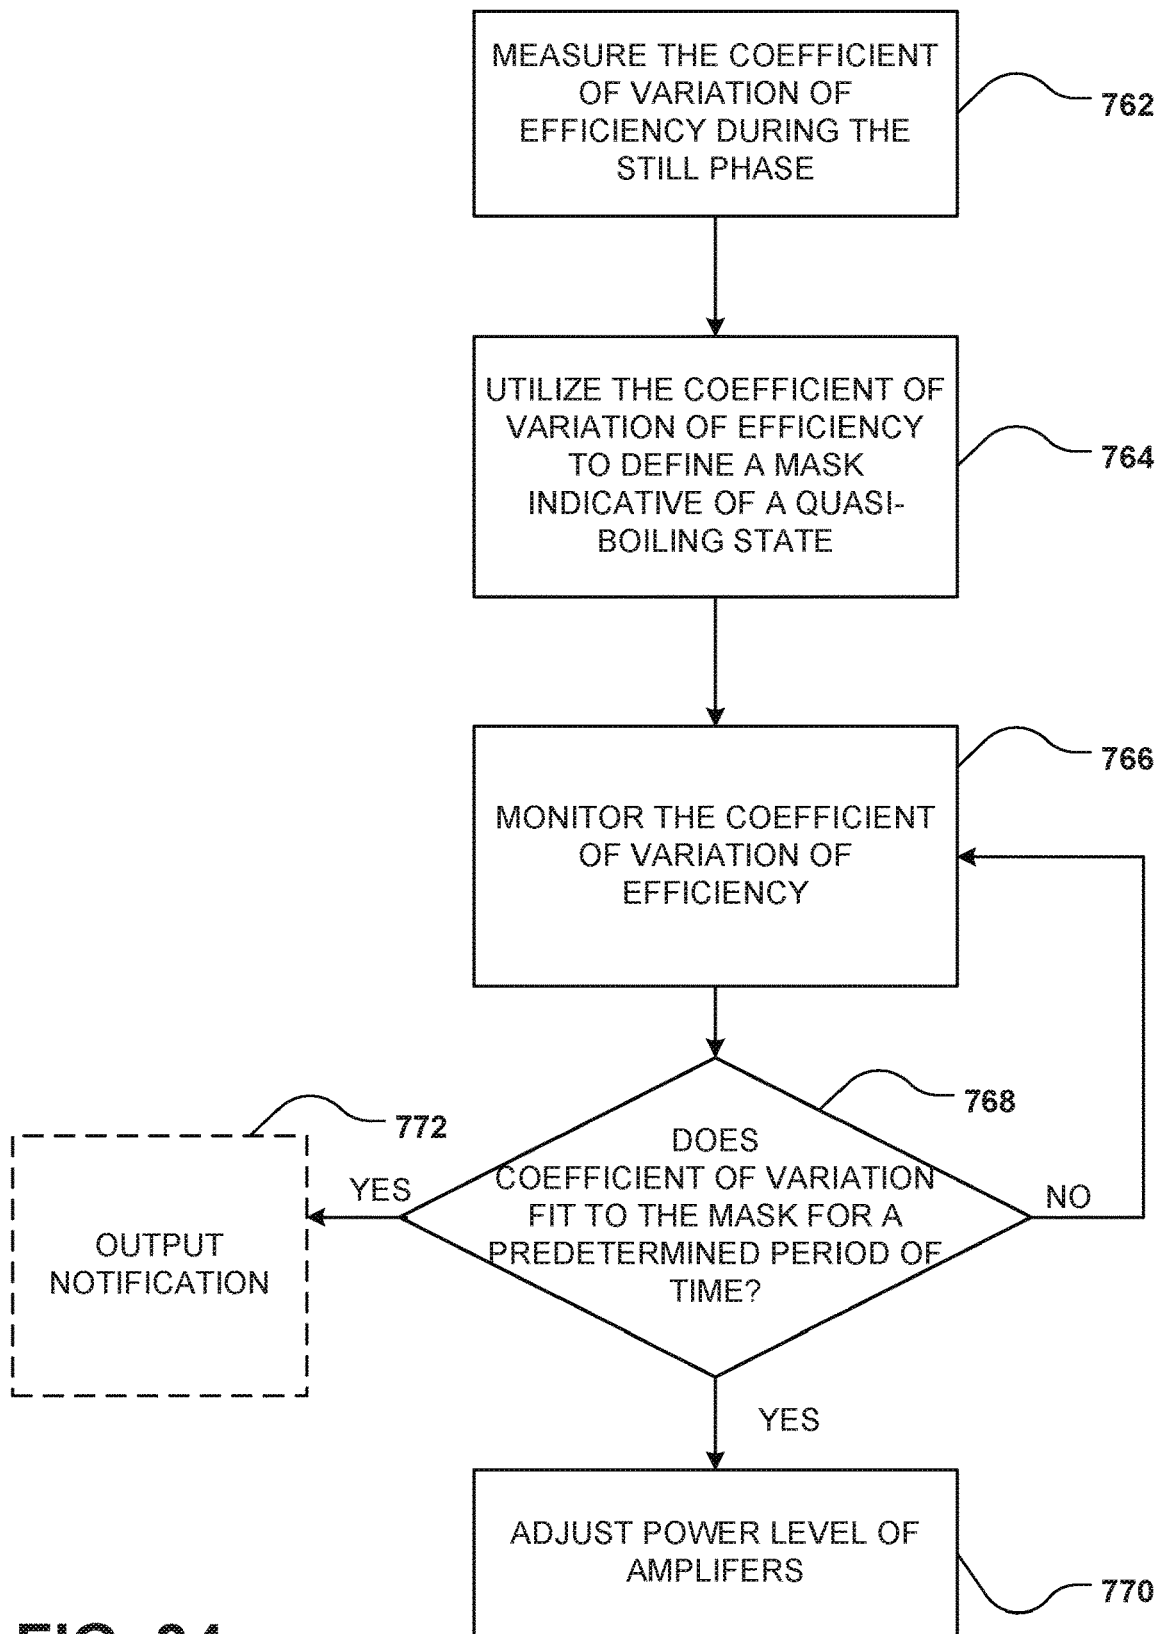 MEASURE THE COEFFICIENT
OF VARIATION OF
EFFICIENCY DURING THE
STILL PHASE
762
UTILIZE THE COEFFICIENT OF
VARIATION OF EFFICIENCY
TO DEFINE A MASK
INDICATIVE OF A QUASI-
BOILING STATE
764
766
MONITOR THE COEFFICIENT
OF VARIATION OF
EFFICIENCY
768
772
DOES
COEFFICIENT OF VARIATION
FIT TO THE MASK FOR A
PREDETERMINED PERIOD OF
TIME?
YES
NO
OUTPUT
NOTIFICATION
YES
ADJUST POWER LEVEL OF
AMPLIFERS
770